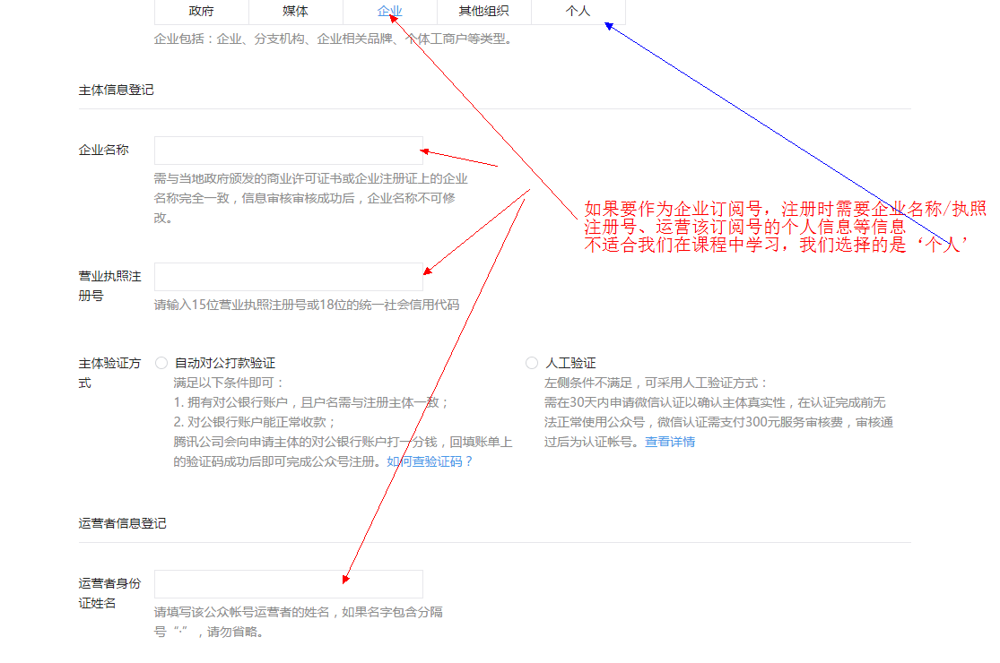 政府 媒体 企业 其他组织 个人
企业包括：企业、分支机构、企业相关品牌、个体工商户等类型。
主体信息登记
企业名称
需与当地政府颁发的商业许可证书或企业注册证上的企业
名称完全一致，信息审核审核成功后，企业名称不可修
改。
如果要作为企业订阅号，注册时需要企业名称/执照
注册号、运营该订阅号的个人信息等信息
不适合我们在课程中学习，我们选择的是‘个人’
营业执照注
册号
请输入15位营业执照注册号或18位的统一社会信用代码
主体验证方
式
自动对公打款验证
满足以下条件即可：
1. 拥有对公银行账户，且户名需与注册主体一致；
2. 对公银行账户能正常收款；
腾讯公司会向申请主体的对公银行账户打一分钱，回填账单上
的验证码成功后即可完成公众号注册。如何查验证码？
人工验证
左侧条件不满足，可采用人工验证方式：
需在30天内申请微信认证以确认主体真实性，在认证完成前无
法正常使用公众号，微信认证需支付300元服务审核费，审核通
过后为认证帐号。查看详情
运营者信息登记
运营者身份
证姓名
请填写该公众帐号运营者的姓名，如果名字包含分隔
号“·”，请勿省略。